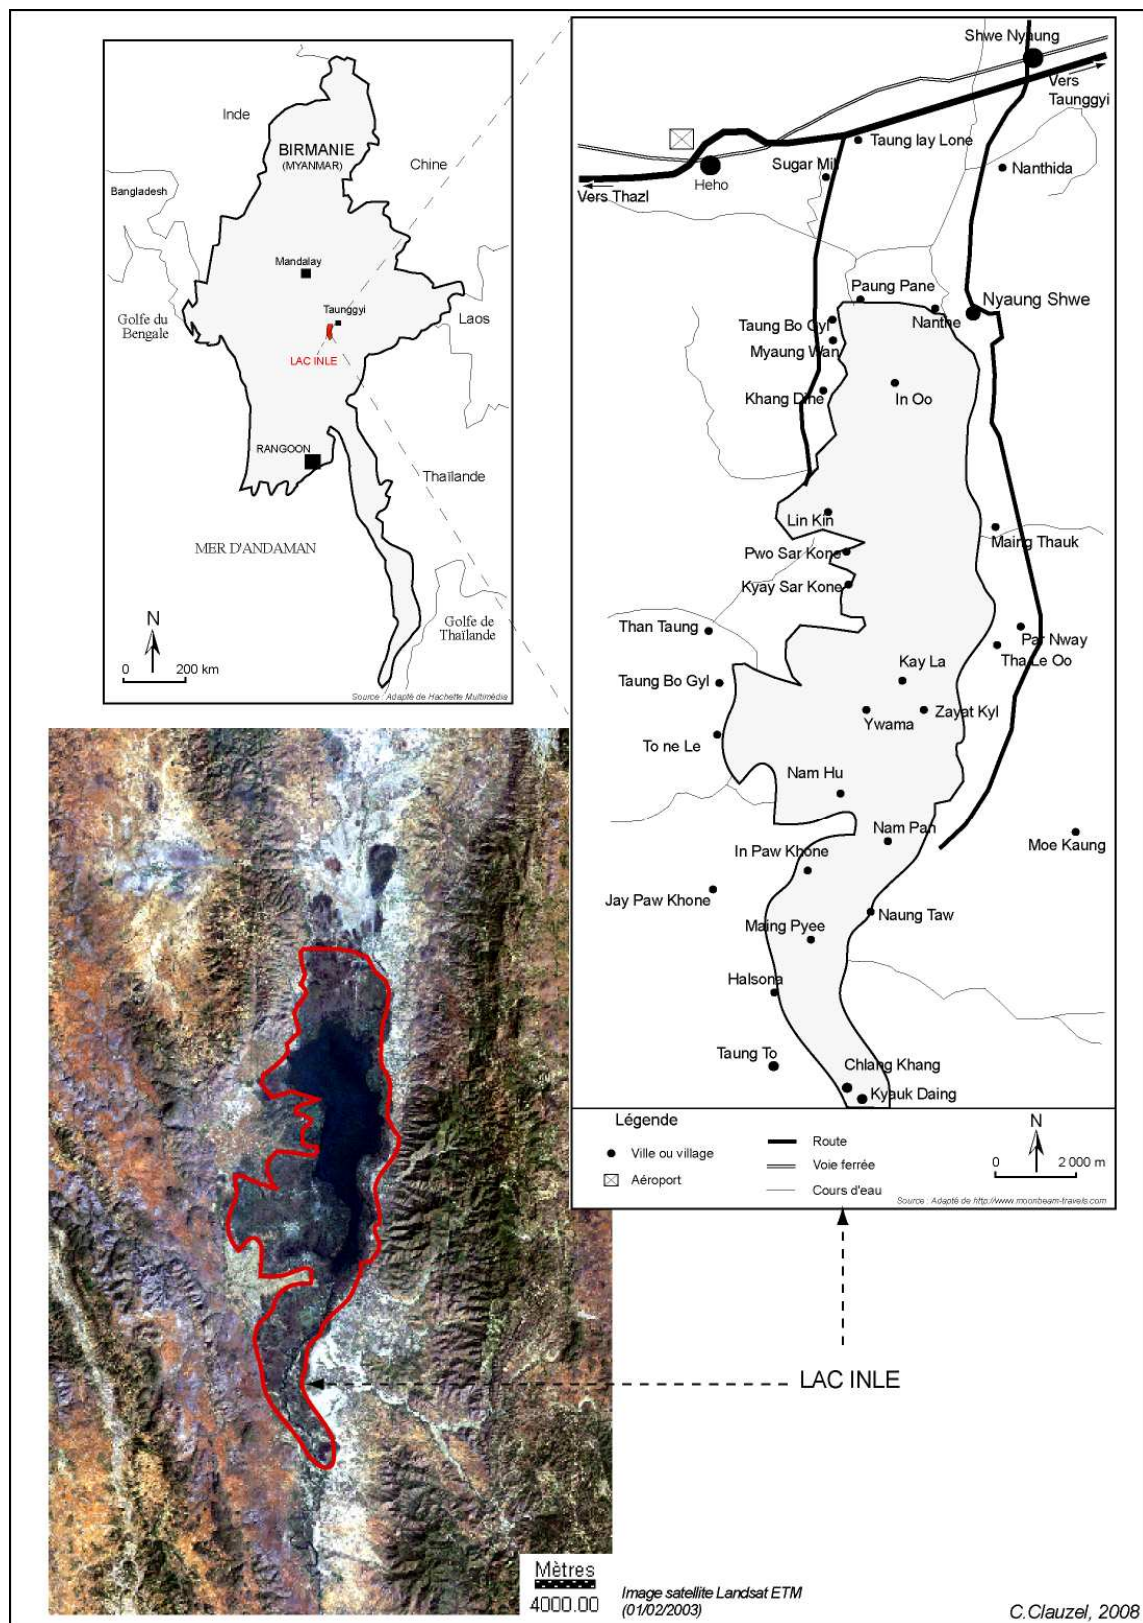 Inde
BIRMANIE
(MYANMAR)
Chine
Bangladesh
Mandalay
Taunggyi
Golfe du
Bengale
Laos
LAC INLE
RANGOON
Thaïlande
MER D'ANDAMAN
Golfe de
Thaïlande
N
0 200 km
Source : Adapté de Hachette Multimédia
Shwe Nyaung
Vers
Taunggyi
Taung lay Lone
Heho
Sugar Mil
Nanthida
Vers Thazl
Paung Pane
Nyaung Shwe
Nanthe
Taung Bo Gyl
Myaung Wan
Khang Dihe
In Oo
Lin Kin
Maing Thauk
Pwo Sar Kone
Kyay Sar Kone
Than Taung
Par Nway
Tha Le Oo
Kay La
Taung Bo Gyl
Ywama
Zayat Kyl
To ne Le
Nam Hu
Nam Pan
Moe Kaung
In Paw Khone
Jay Paw Khone
Naung Taw
Maing Pyee
Halsona
Taung To
Chlang Khang
Kyauk Daing
Légende
Ville ou village
Aéroport
Route
Voie ferrée
Cours d'eau
N
0 2 000 m
Source : Adapté de http://www.moonbeam-travels.com
LAC INLE
Mètres
4000.00
Image satellite Landsat ETM
(01/02/2003)
C.Clauzel, 2008